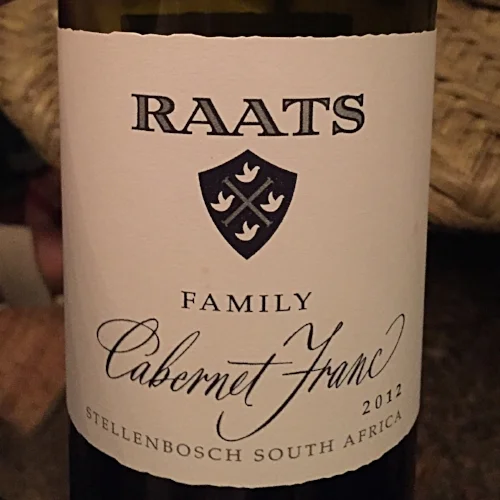 RAATS
FAMILY
Cabernet Franc
2012
STELLENBOSCH SOUTH AFRICA